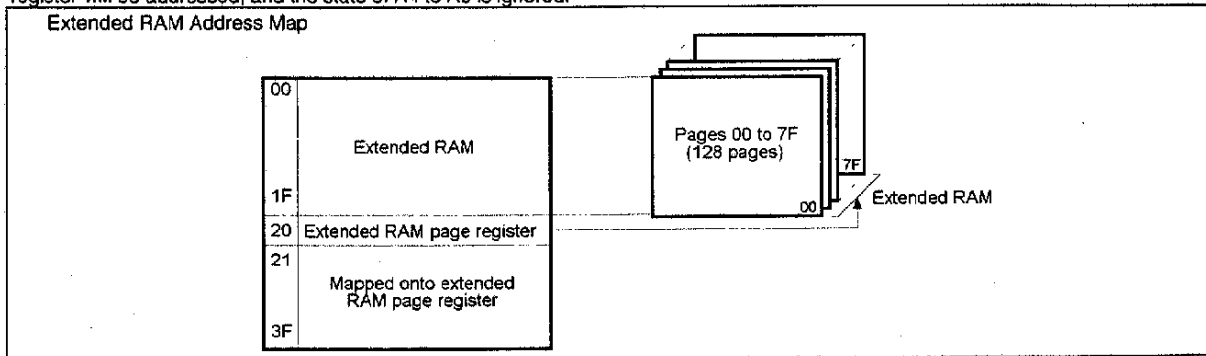 Extended RAM Address Map
00
Extended RAM
1F
20 Extended RAM page register
21
Mapped onto extended
RAM page register
3F
Pages 00 to 7F
(128 pages)
7F
00
Extended RAM